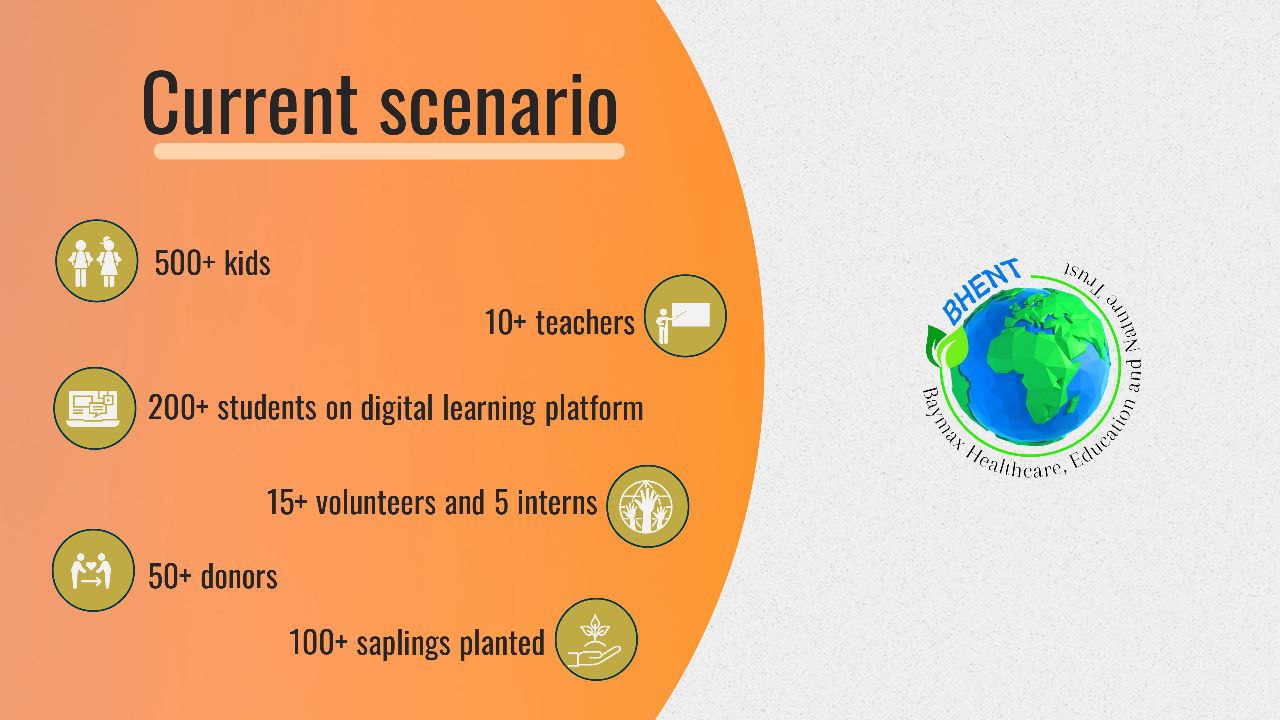 Current scenario
500+ kids
10+ teachers
200+ students on digital learning platform
15+ volunteers and 5 interns
50+ donors
100+ saplings planted
BHENT
Baymax Healthcare, Education and Nature Trust